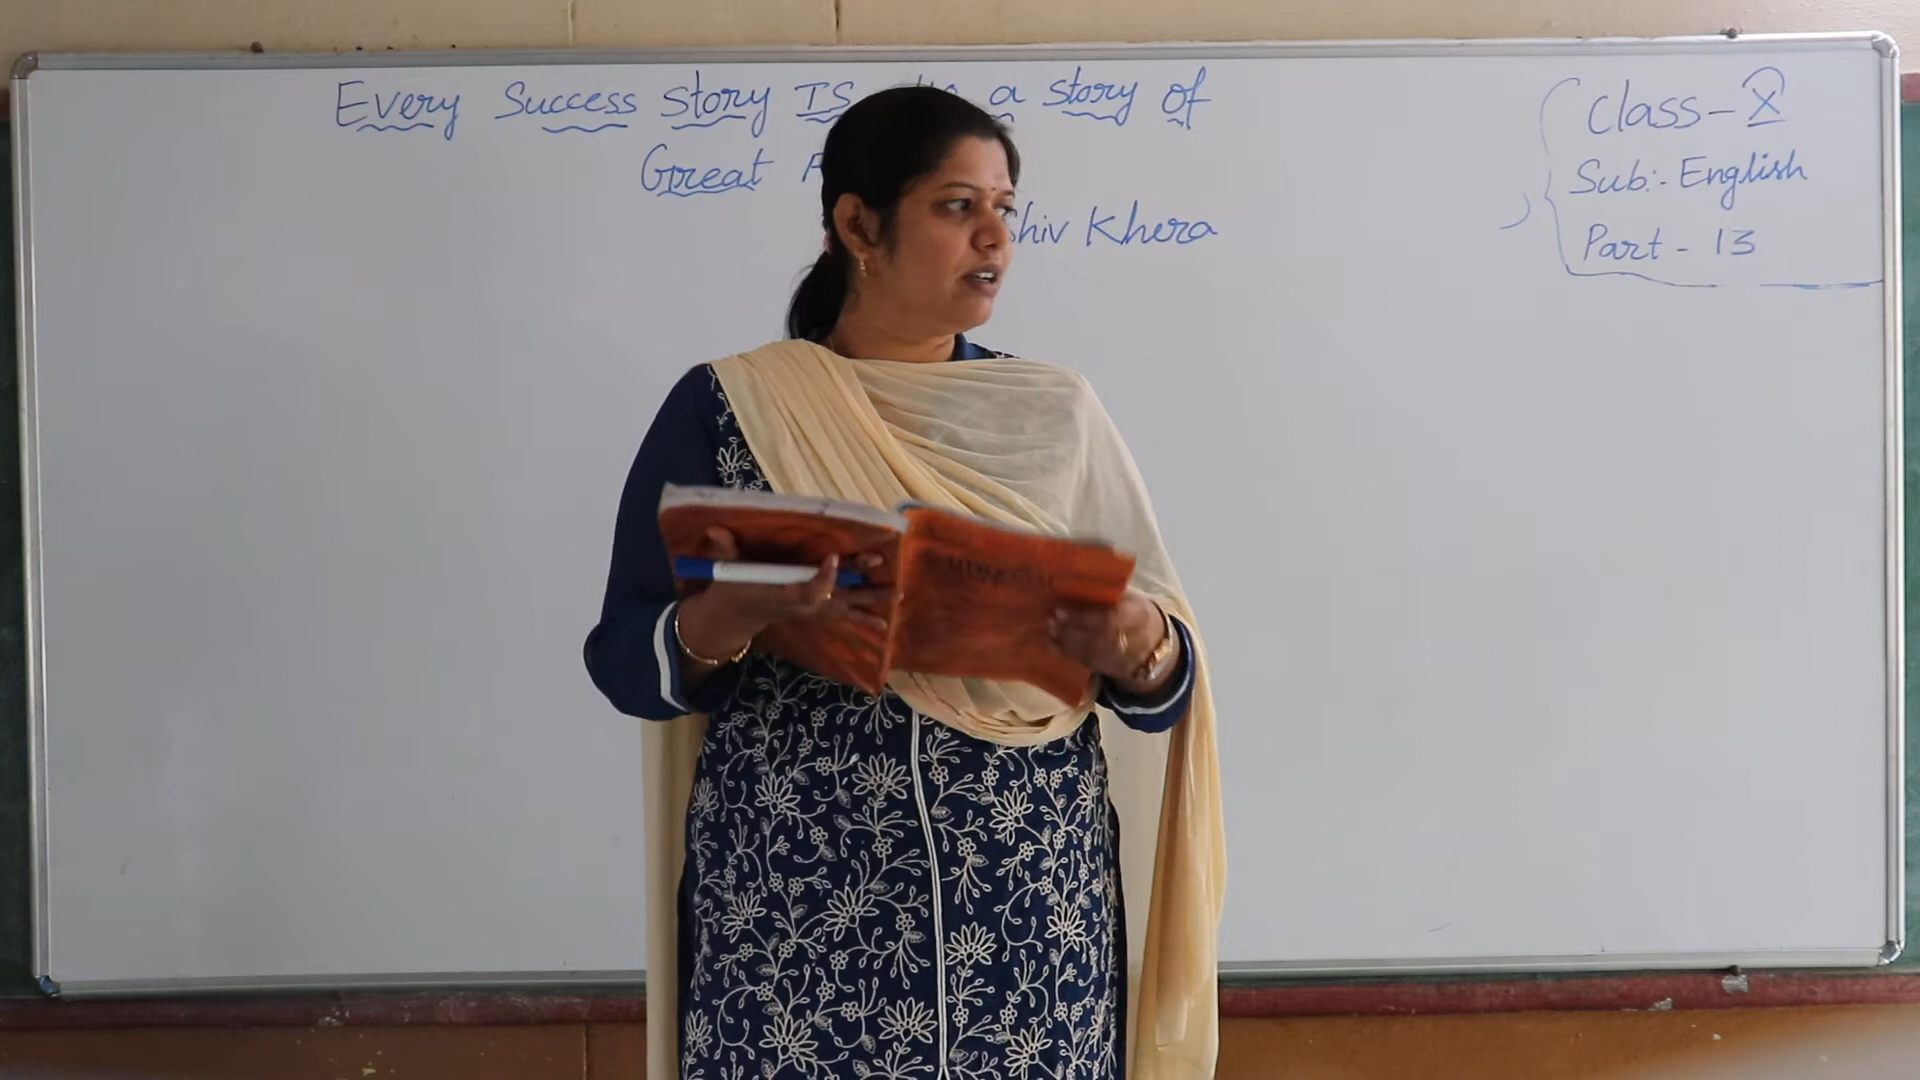 Every Success story IS a story of
Great
shiv Khera
Class - X
Sub:- English
Part - 13